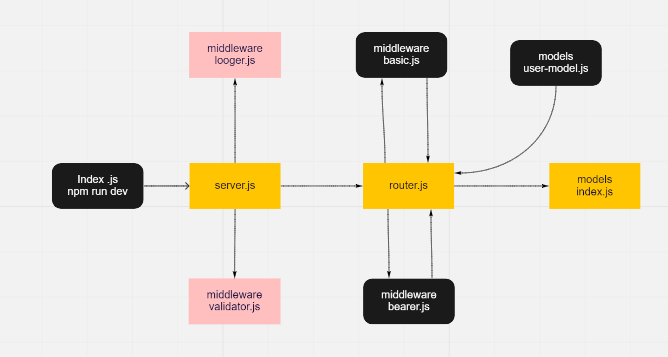 middleware
looger.js
middleware
basic.js
models
user-model.js
Index .js
npm run dev
server.js
router.js
models
index.js
middleware
validator.js
middleware
bearer.js